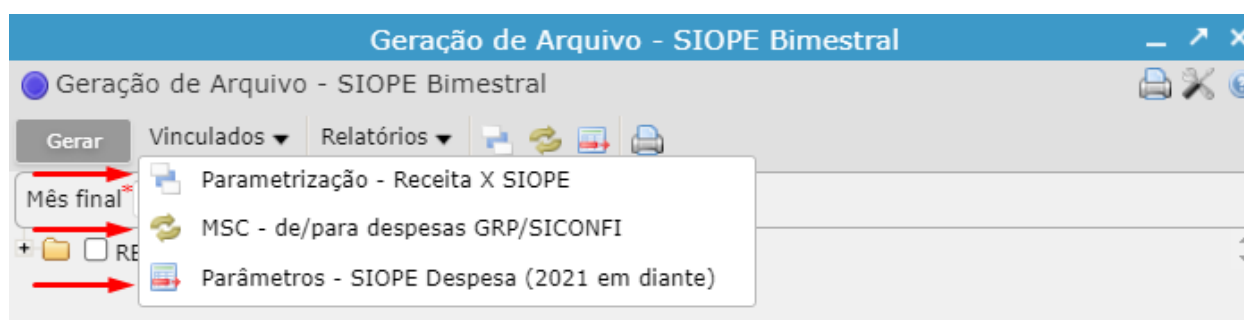 Geração de Arquivo - SIOPE Bimestral
Geração de Arquivo - SIOPE Bimestral
Gerar Vinculados Relatórios
Parametrização - Receita X SIOPE
Mês final*
MSC - de/para despesas GRP/SICONFI
RE
Parâmetros - SIOPE Despesa (2021 em diante)